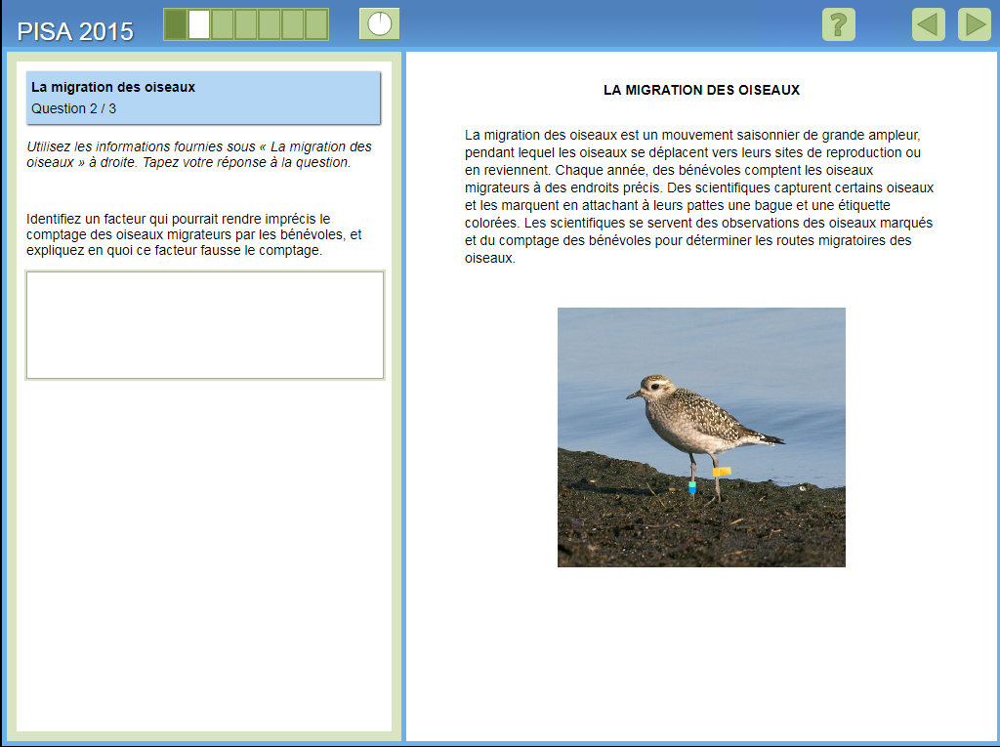 PISA 2015
?
La migration des oiseaux
Question 2 / 3
Utilisez les informations fournies sous « La migration des
oiseaux » à droite. Tapez votre réponse à la question.
Identifiez un facteur qui pourrait rendre imprécis le
comptage des oiseaux migrateurs par les bénévoles, et
expliquez en quoi ce facteur fausse le comptage.
LA MIGRATION DES OISEAUX
La migration des oiseaux est un mouvement saisonnier de grande ampleur,
pendant lequel les oiseaux se déplacent vers leurs sites de reproduction ou
en reviennent. Chaque année, des bénévoles comptent les oiseaux
migrateurs à des endroits précis. Des scientifiques capturent certains oiseaux
et les marquent en attachant à leurs pattes une bague et une étiquette
colorées. Les scientifiques se servent des observations des oiseaux marqués
et du comptage des bénévoles pour déterminer les routes migratoires des
oiseaux.